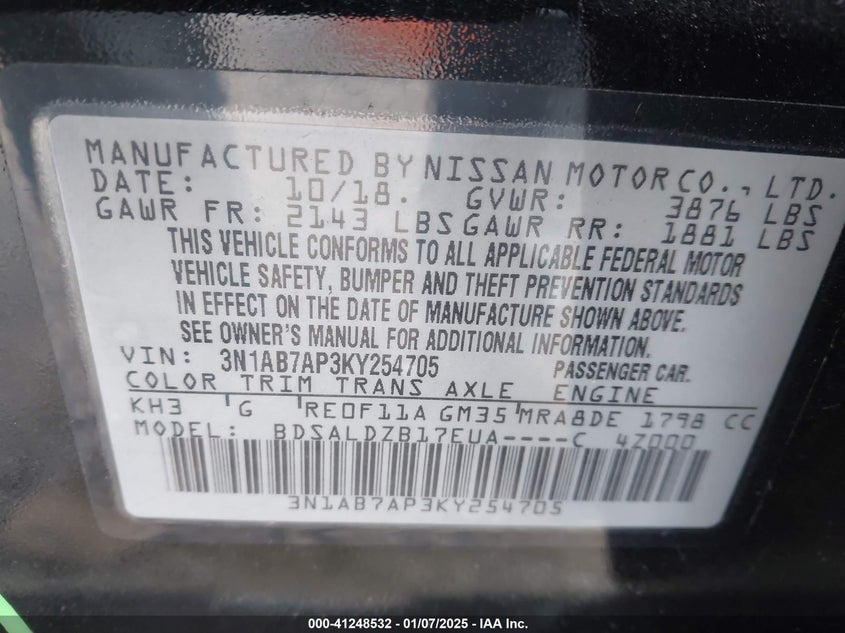 MANUFACTURED BY NISSAN MOTOR CO., LTD.
DATE: 10/18. GVWR: 3876 LBS
GAWR FR: 2143 LBS GAWR RR: 1881 LBS
THIS VEHICLE CONFORMS TO ALL APPLICABLE FEDERAL MOTOR
VEHICLE SAFETY, BUMPER AND THEFT PREVENTION STANDARDS
IN EFFECT ON THE DATE OF MANUFACTURE SHOWN ABOVE.
SEE OWNER'S MANUAL FOR ADDITIONAL INFORMATION.
VIN: 3N1AB7AP3KY254705 PASSENGER CAR.
COLOR TRIM TRANS AXLE ENGINE
KH3 G RE0F11A GM35 MRA8DE 1798 CC
MODEL: BDSALDZB17EUA----C 4Z000
3N1AB7AP3KY254705
000-41248532 - 01/07/2025 - IAA Inc.